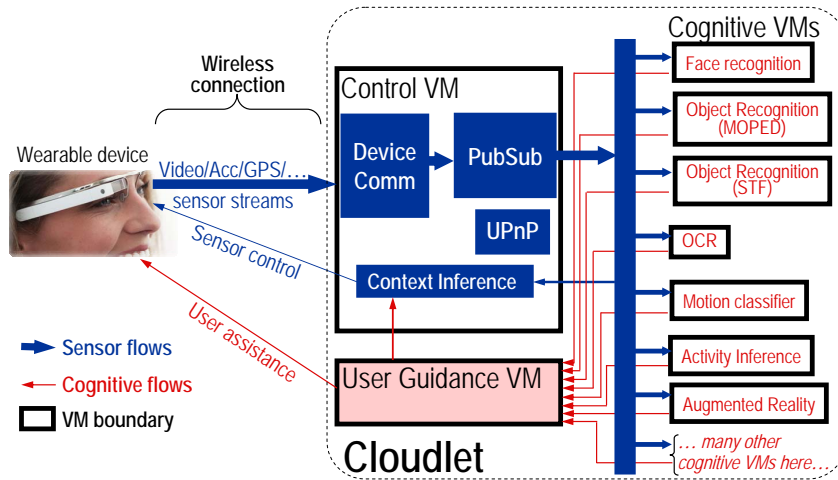 Cognitive VMs
Wireless
connection
Control VM
Face recognition
Object Recognition
(MOPED)
Device
Comm
PubSub
Wearable device
Video/Acc/GPS/…
sensor streams
Object Recognition
(STF)
UPnP
OCR
Sensor control
Context Inference
Motion classifier
User assistance
Sensor flows
Cognitive flows
VM boundary
User Guidance VM
Activity Inference
Augmented Reality
Cloudlet
… many other
cognitive VMs here…